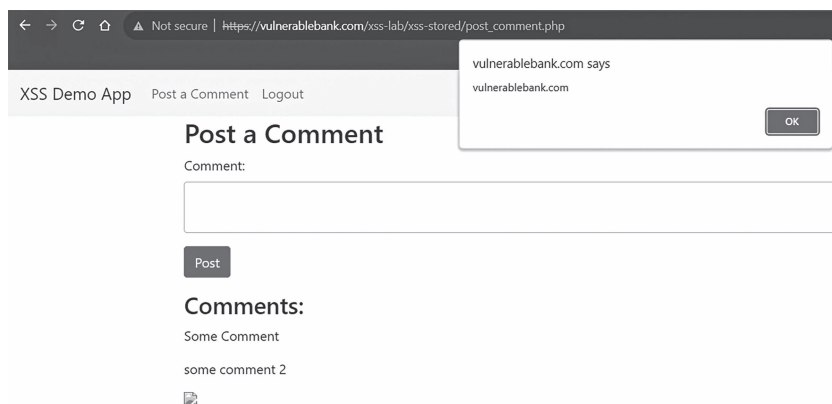 Not secure | https://vulnerablebank.com/xss-lab/xss-stored/post_comment.php
vulnerablebank.com says
vulnerablebank.com
OK
XSS Demo App Post a Comment Logout
Post a Comment
Comment:
Post
Comments:
Some Comment
some comment 2